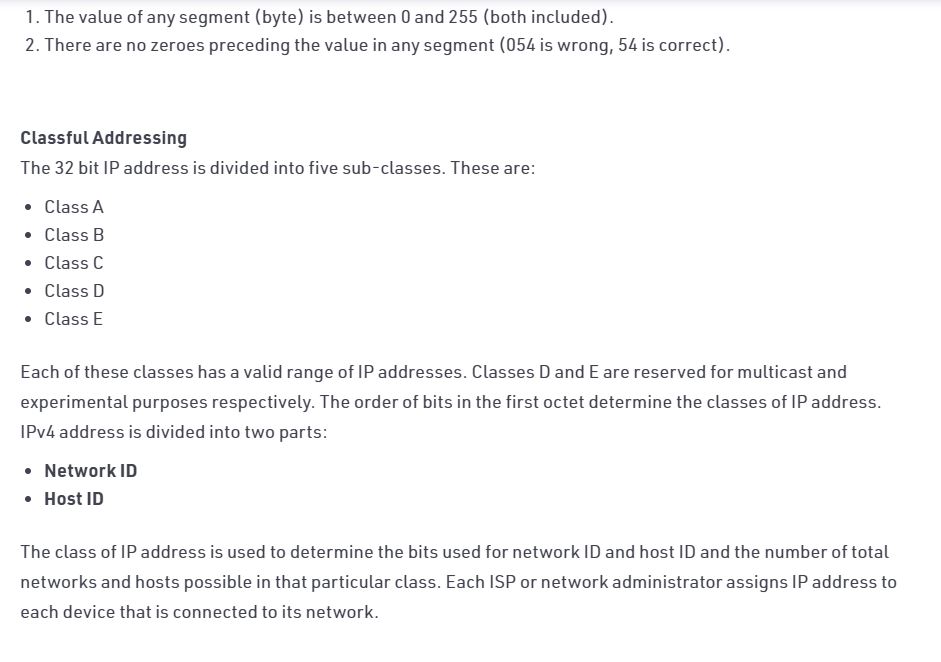 1. The value of any segment (byte) is between 0 and 255 (both included).
2. There are no zeroes preceding the value in any segment (054 is wrong, 54 is correct).
Classful Addressing
The 32 bit IP address is divided into five sub-classes. These are:
• Class A
• Class B
• Class C
• Class D
• Class E
Each of these classes has a valid range of IP addresses. Classes D and E are reserved for multicast and
experimental purposes respectively. The order of bits in the first octet determine the classes of IP address.
IPv4 address is divided into two parts:
• Network ID
• Host ID
The class of IP address is used to determine the bits used for network ID and host ID and the number of total
networks and hosts possible in that particular class. Each ISP or network administrator assigns IP address to
each device that is connected to its network.